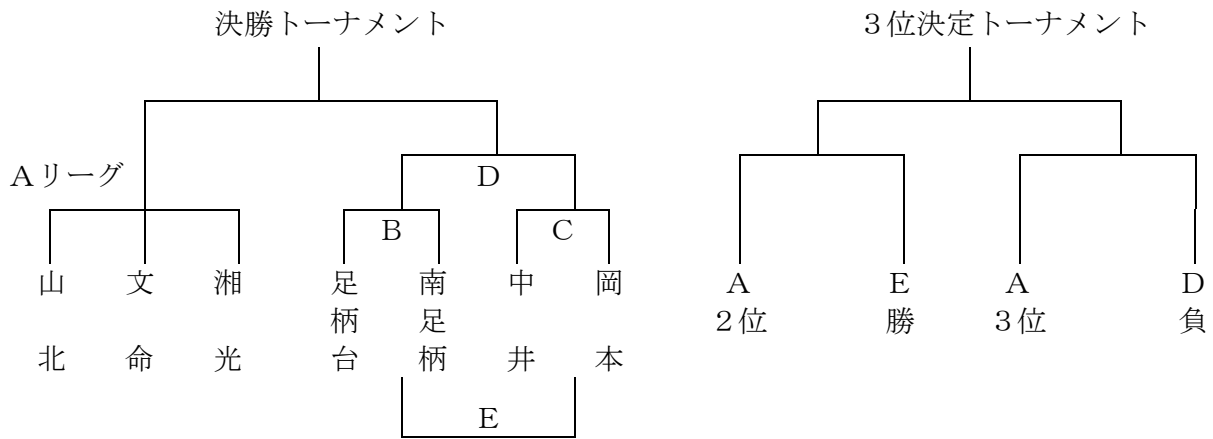 決勝トーナメント
３位決定トーナメント
Ａリーグ
Ｄ
Ｂ
Ｃ
山北
文命
湘光
足柄台
南足柄
中井
岡本
Ｅ
Ａ
２位
Ｅ
勝
Ａ
３位
Ｄ
負